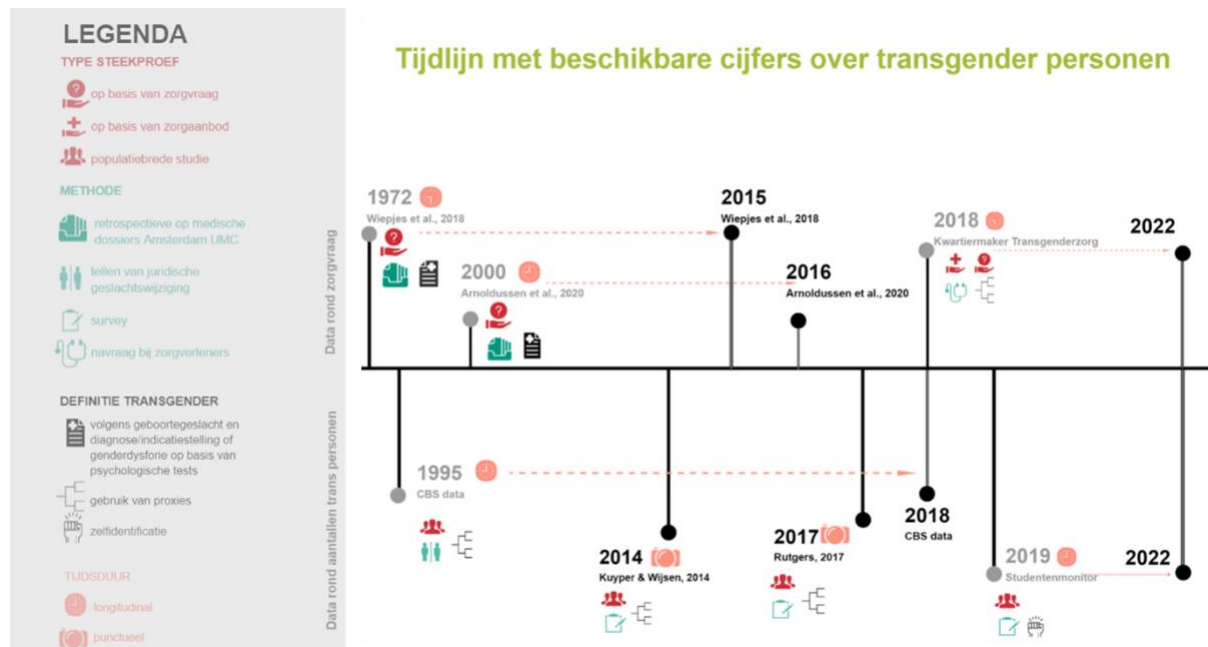 LEGENDA
TYPE STEEKPROEF
op basis van zorgvraag
op basis van zorgaanbod
populatiebrede studie
METHODE
retrospectieve op medische
dossiers Amsterdam UMC
tellen van juridische
geslachtswijziging
survey
navraag bij zorgverleners
DEFINITIE TRANSGENDER
volgens geboortegeslacht en
diagnose/indicatiestelling of
genderdysforie op basis van
psychologische tests
gebruik van proxies
zelfidentificatie
TIJDSDUUR
longitudinal
punctueel
Data rond zorgvraag
Data rond aantallen trans personen
Tijdlijn met beschikbare cijfers over transgender personen
1972
Wiepjes et al., 2018
2015
Wiepjes et al., 2018
2018
Kwartiermaker Transgenderzorg
2022
2000
Arnoldussen et al., 2020
2016
Arnoldussen et al., 2020
1995
CBS data
2014
Kuyper & Wijsen, 2014
2017
Rutgers, 2017
2018
CBS data
2019
Studentenmonitor
2022